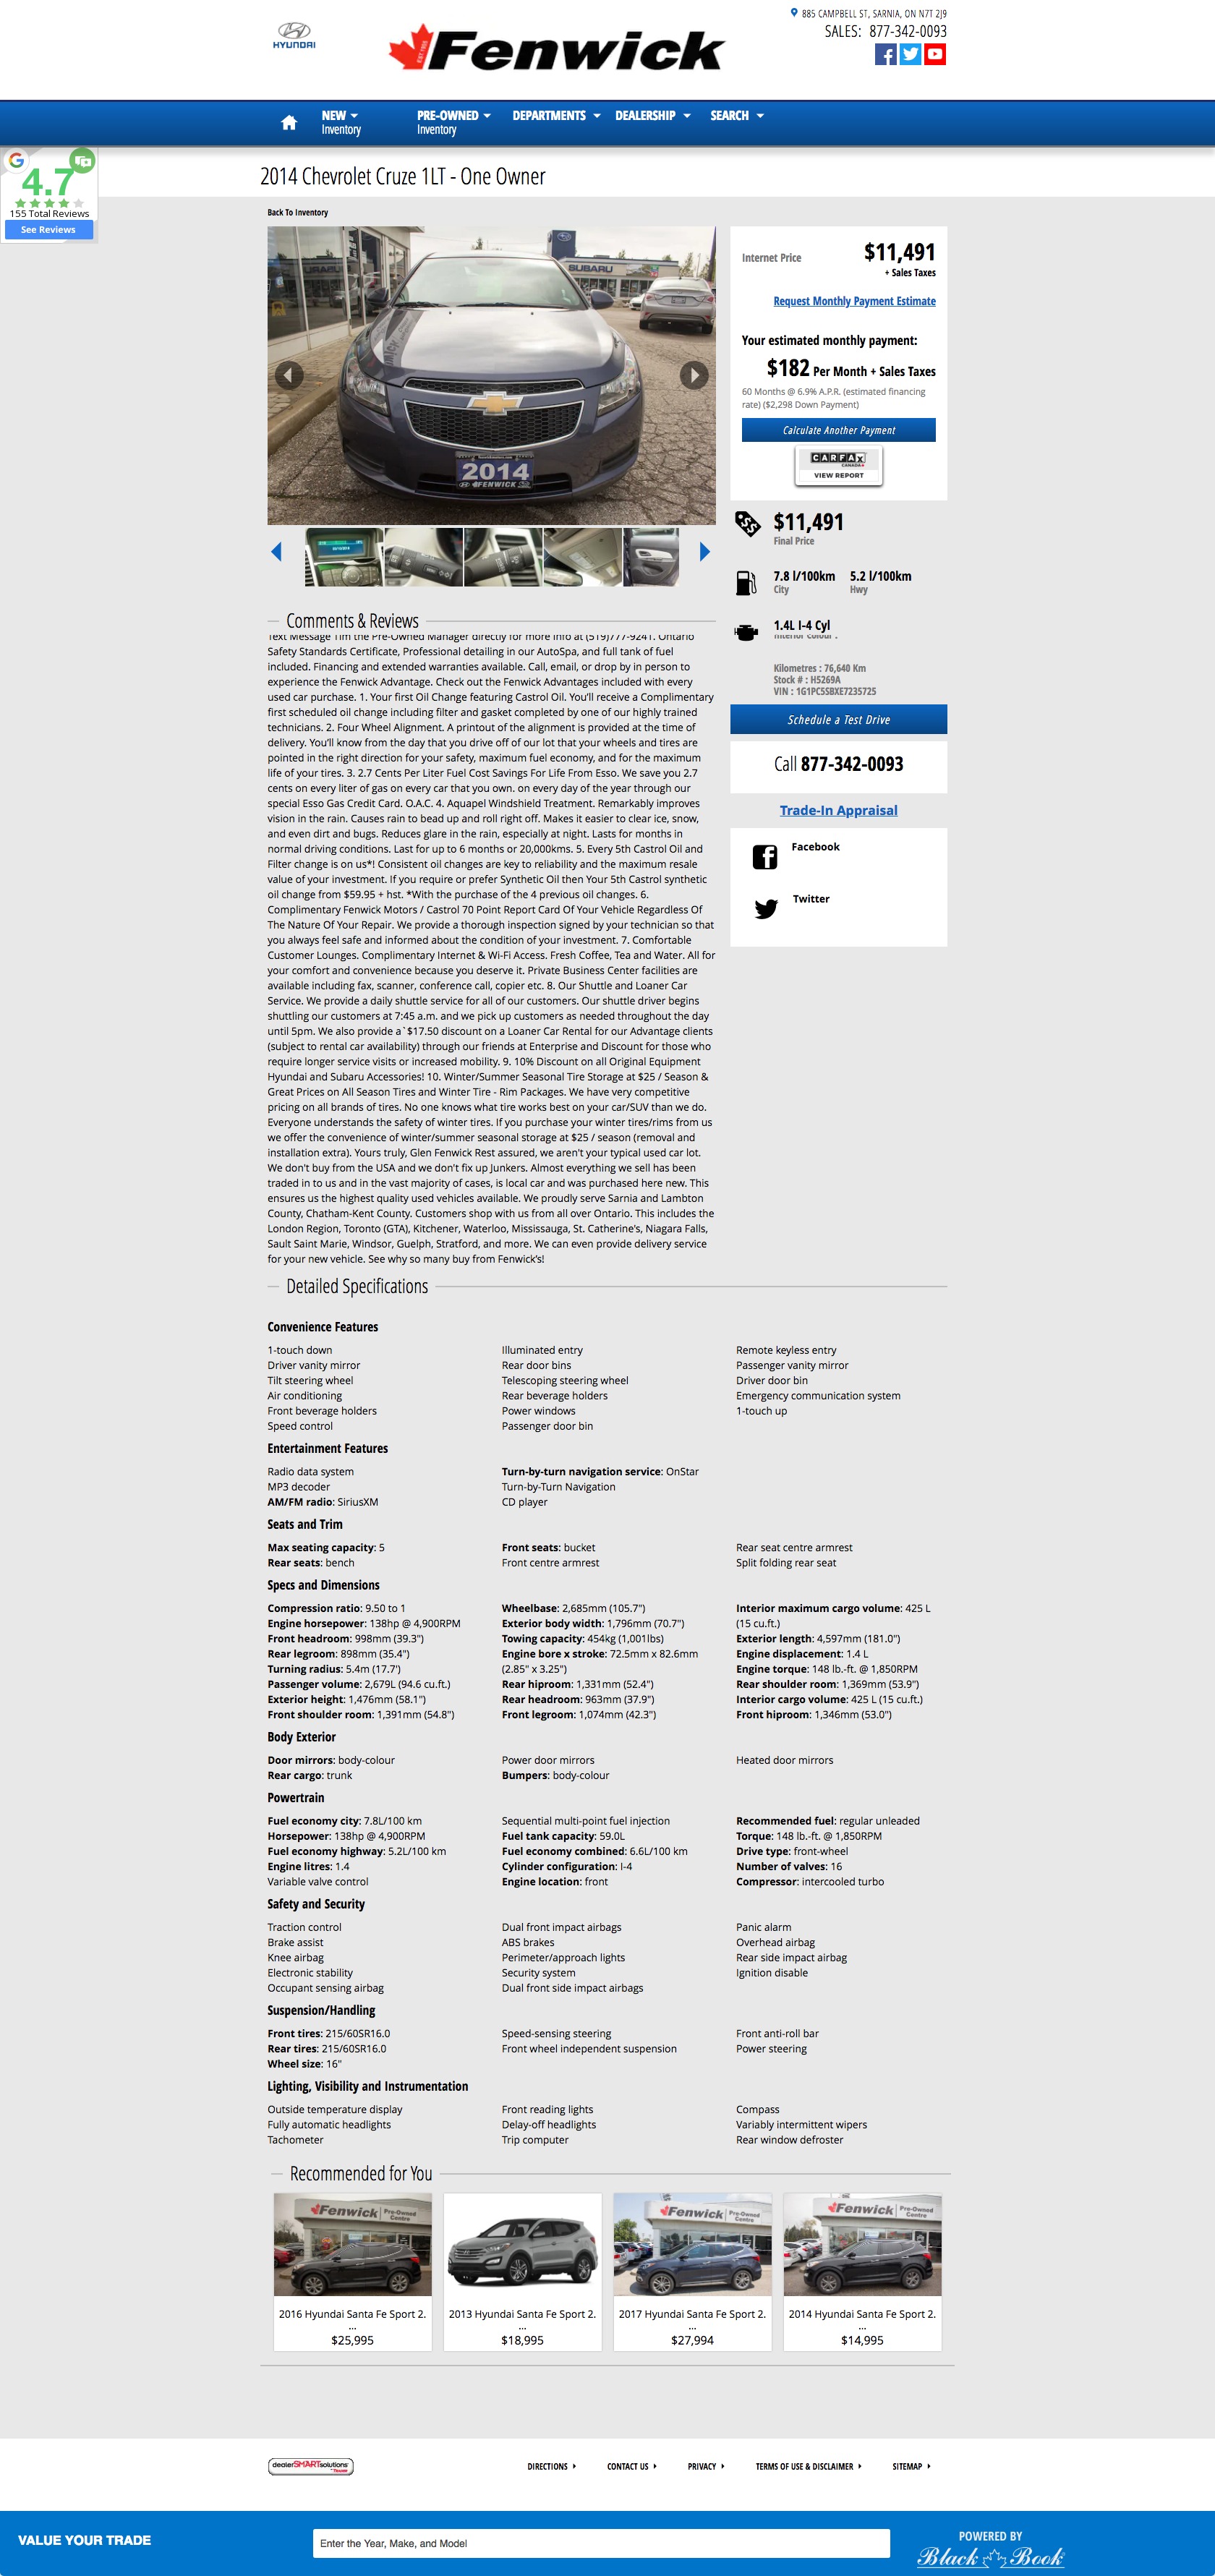 HYUNDAI
EST. 1955
Fenwick
885 CAMPBELL ST, SARNIA, ON N7T 2J9
SALES: 877-342-0093
NEW
Inventory
PRE-OWNED
Inventory
DEPARTMENTS
DEALERSHIP
SEARCH
4.7
155 Total Reviews
See Reviews
2014 Chevrolet Cruze 1LT - One Owner
Back To Inventory
SUBARU
2014
FENWICK
Internet Price
$11,491
+ Sales Taxes
Request Monthly Payment Estimate
Your estimated monthly payment:
$182 Per Month + Sales Taxes
60 Months @ 6.9% A.P.R. (estimated financing
rate) ($2,298 Down Payment)
Calculate Another Payment
CARFAX
CANADA
VIEW REPORT
$11,491
Final Price
7.8 l/100km
City
5.2 l/100km
Hwy
1.4L I-4 Cyl
Interior Colour :
Kilometres : 76,640 Km
Stock # : H5269A
VIN : 1G1PC5SBXE7235725
Schedule a Test Drive
Call 877-342-0093
Trade-In Appraisal
Facebook
Twitter
Comments & Reviews
Text Message Tim the Pre-Owned Manager directly for more info at (519)777-9241. Ontario
Safety Standards Certificate, Professional detailing in our AutoSpa, and full tank of fuel
included. Financing and extended warranties available. Call, email, or drop by in person to
experience the Fenwick Advantage. Check out the Fenwick Advantages included with every
used car purchase. 1. Your first Oil Change featuring Castrol Oil. You'll receive a Complimentary
first scheduled oil change including filter and gasket completed by one of our highly trained
technicians. 2. Four Wheel Alignment. A printout of the alignment is provided at the time of
delivery. You'll know from the day that you drive off of our lot that your wheels and tires are
pointed in the right direction for your safety, maximum fuel economy, and for the maximum
life of your tires. 3. 2.7 Cents Per Liter Fuel Cost Savings For Life From Esso. We save you 2.7
cents on every liter of gas on every car that you own. on every day of the year through our
special Esso Gas Credit Card. O.A.C. 4. Aquapel Windshield Treatment. Remarkably improves
vision in the rain. Causes rain to bead up and roll right off. Makes it easier to clear ice, snow,
and even dirt and bugs. Reduces glare in the rain, especially at night. Lasts for months in
normal driving conditions. Last for up to 6 months or 20,000kms. 5. Every 5th Castrol Oil and
Filter change is on us*! Consistent oil changes are key to reliability and the maximum resale
value of your investment. If you require or prefer Synthetic Oil then Your 5th Castrol synthetic
oil change from $59.95 + hst. *With the purchase of the 4 previous oil changes. 6.
Complimentary Fenwick Motors / Castrol 70 Point Report Card Of Your Vehicle Regardless Of
The Nature Of Your Repair. We provide a thorough inspection signed by your technician so that
you always feel safe and informed about the condition of your investment. 7. Comfortable
Customer Lounges. Complimentary Internet & Wi-Fi Access. Fresh Coffee, Tea and Water. All for
your comfort and convenience because you deserve it. Private Business Center facilities are
available including fax, scanner, conference call, copier etc. 8. Our Shuttle and Loaner Car
Service. We provide a daily shuttle service for all of our customers. Our shuttle driver begins
shuttling our customers at 7:45 a.m. and we pick up customers as needed throughout the day
until 5pm. We also provide a`$17.50 discount on a Loaner Car Rental for our Advantage clients
(subject to rental car availability) through our friends at Enterprise and Discount for those who
require longer service visits or increased mobility. 9. 10% Discount on all Original Equipment
Hyundai and Subaru Accessories! 10. Winter/Summer Seasonal Tire Storage at $25 / Season &
Great Prices on All Season Tires and Winter Tire - Rim Packages. We have very competitive
pricing on all brands of tires. No one knows what tire works best on your car/SUV than we do.
Everyone understands the safety of winter tires. If you purchase your winter tires/rims from us
we offer the convenience of winter/summer seasonal storage at $25 / season (removal and
installation extra). Yours truly, Glen Fenwick Rest assured, we aren't your typical used car lot.
We don't buy from the USA and we don't fix up Junkers. Almost everything we sell has been
traded in to us and in the vast majority of cases, is local car and was purchased here new. This
ensures us the highest quality used vehicles available. We proudly serve Sarnia and Lambton
County, Chatham-Kent County. Customers shop with us from all over Ontario. This includes the
London Region, Toronto (GTA), Kitchener, Waterloo, Mississauga, St. Catherine's, Niagara Falls,
Sault Saint Marie, Windsor, Guelph, Stratford, and more. We can even provide delivery service
for your new vehicle. See why so many buy from Fenwick's!
Detailed Specifications
Convenience Features
1-touch down
Driver vanity mirror
Tilt steering wheel
Air conditioning
Front beverage holders
Speed control
Illuminated entry
Rear door bins
Telescoping steering wheel
Rear beverage holders
Power windows
Passenger door bin
Remote keyless entry
Passenger vanity mirror
Driver door bin
Emergency communication system
1-touch up
Entertainment Features
Radio data system
MP3 decoder
AM/FM radio: SiriusXM
Turn-by-turn navigation service: OnStar
Turn-by-Turn Navigation
CD player
Seats and Trim
Max seating capacity: 5
Rear seats: bench
Front seats: bucket
Front centre armrest
Rear seat centre armrest
Split folding rear seat
Specs and Dimensions
Compression ratio: 9.50 to 1
Engine horsepower: 138hp @ 4,900RPM
Front headroom: 998mm (39.3")
Rear legroom: 898mm (35.4")
Turning radius: 5.4m (17.7')
Passenger volume: 2,679L (94.6 cu.ft.)
Exterior height: 1,476mm (58.1")
Front shoulder room: 1,391mm (54.8")
Wheelbase: 2,685mm (105.7")
Exterior body width: 1,796mm (70.7")
Towing capacity: 454kg (1,001lbs)
Engine bore x stroke: 72.5mm x 82.6mm
(2.85" x 3.25")
Rear hiproom: 1,331mm (52.4")
Rear headroom: 963mm (37.9")
Front legroom: 1,074mm (42.3")
Interior maximum cargo volume: 425 L
(15 cu.ft.)
Exterior length: 4,597mm (181.0")
Engine displacement: 1.4 L
Engine torque: 148 lb.-ft. @ 1,850RPM
Rear shoulder room: 1,369mm (53.9")
Interior cargo volume: 425 L (15 cu.ft.)
Front hiproom: 1,346mm (53.0")
Body Exterior
Door mirrors: body-colour
Rear cargo: trunk
Power door mirrors
Bumpers: body-colour
Heated door mirrors
Powertrain
Fuel economy city: 7.8L/100 km
Horsepower: 138hp @ 4,900RPM
Fuel economy highway: 5.2L/100 km
Engine litres: 1.4
Variable valve control
Sequential multi-point fuel injection
Fuel tank capacity: 59.0L
Fuel economy combined: 6.6L/100 km
Cylinder configuration: I-4
Engine location: front
Recommended fuel: regular unleaded
Torque: 148 lb.-ft. @ 1,850RPM
Drive type: front-wheel
Number of valves: 16
Compressor: intercooled turbo
Safety and Security
Traction control
Brake assist
Knee airbag
Electronic stability
Occupant sensing airbag
Dual front impact airbags
ABS brakes
Perimeter/approach lights
Security system
Dual front side impact airbags
Panic alarm
Overhead airbag
Rear side impact airbag
Ignition disable
Suspension/Handling
Front tires: 215/60SR16.0
Rear tires: 215/60SR16.0
Wheel size: 16"
Speed-sensing steering
Front wheel independent suspension
Front anti-roll bar
Power steering
Lighting, Visibility and Instrumentation
Outside temperature display
Fully automatic headlights
Tachometer
Front reading lights
Delay-off headlights
Trip computer
Compass
Variably intermittent wipers
Rear window defroster
Recommended for You
Fenwick Pre-Owned Centre
Fenwick Pre-Owned Centre
Fenwick Pre-Owned Centre
2016 Hyundai Santa Fe Sport 2.
...
$25,995
2013 Hyundai Santa Fe Sport 2.
...
$18,995
2017 Hyundai Santa Fe Sport 2.
...
$27,994
2014 Hyundai Santa Fe Sport 2.
...
$14,995
dealerSMARTsolutions
DIRECTIONS
CONTACT US
PRIVACY
TERMS OF USE & DISCLAIMER
SITEMAP
VALUE YOUR TRADE
Enter the Year, Make, and Model
POWERED BY
Black Book